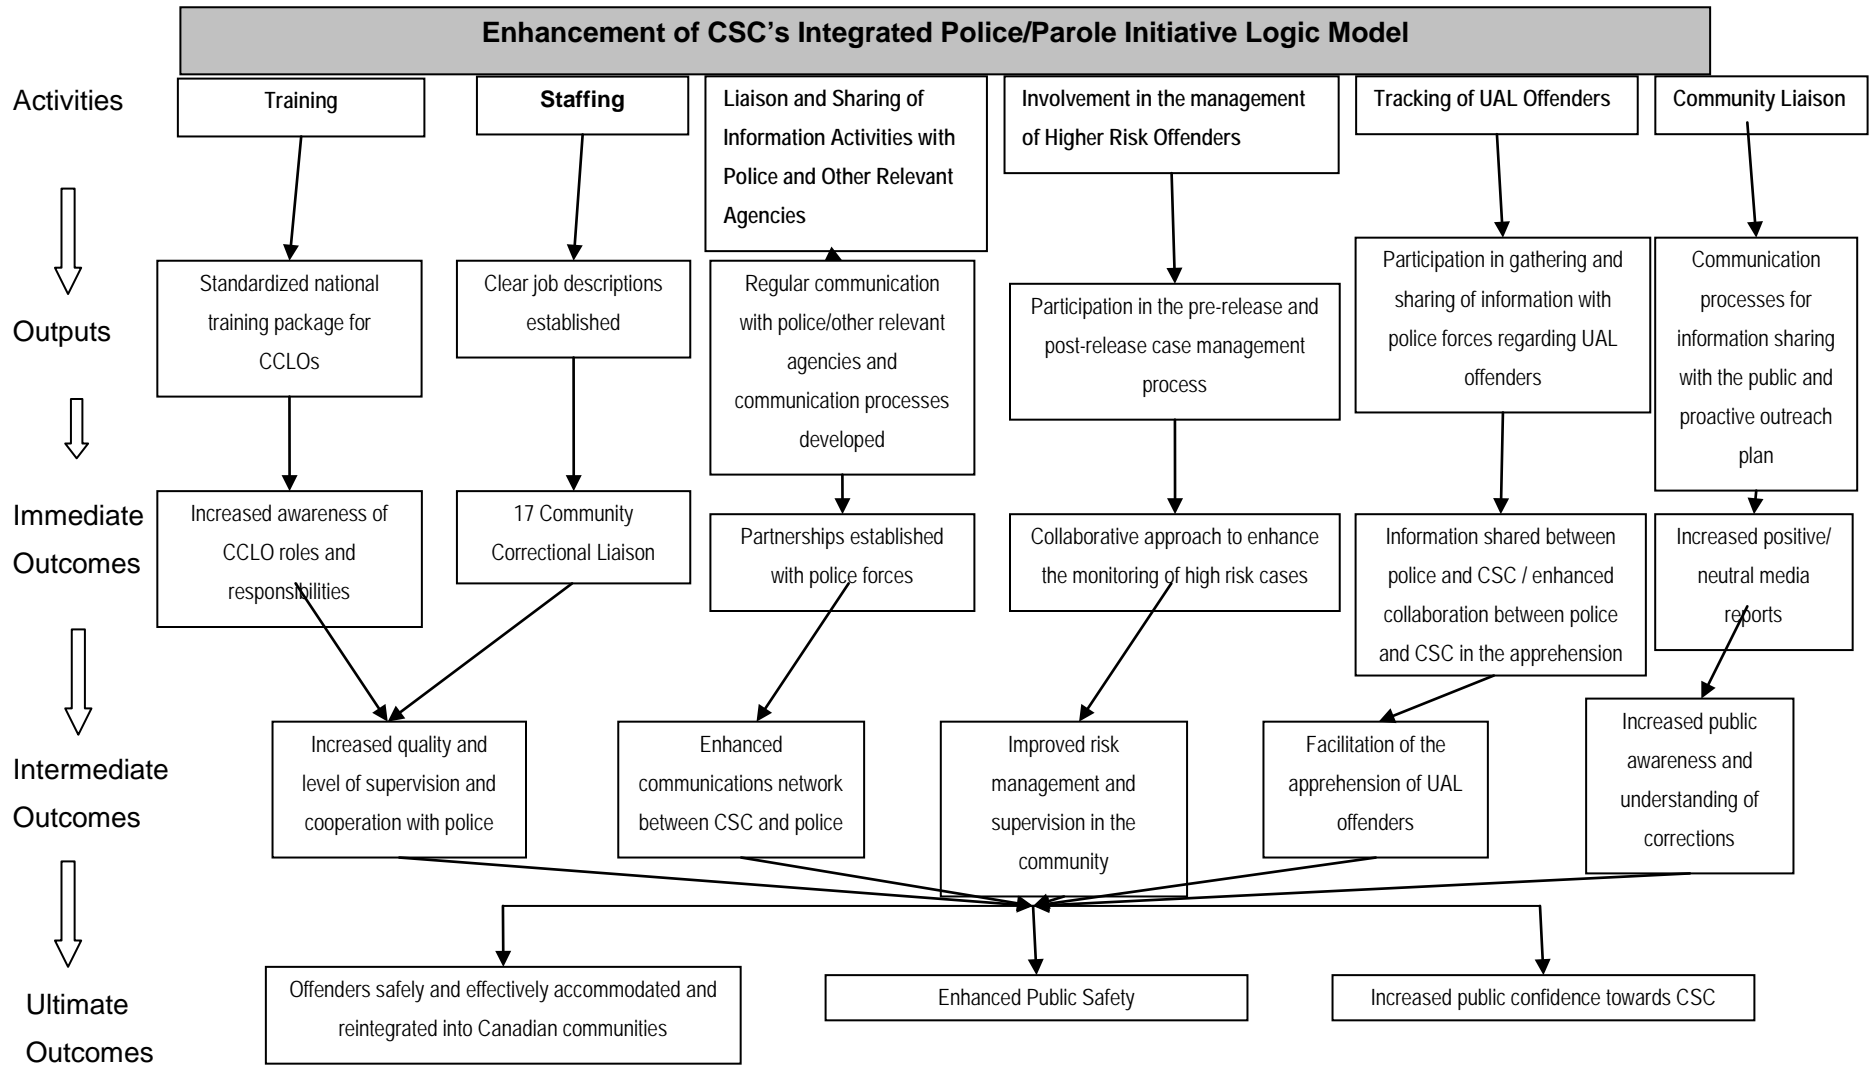 Enhancement of CSC's Integrated Police/Parole Initiative Logic Model
Activities
Training
Staffing
Liaison and Sharing of
Information Activities with
Police and Other Relevant
Agencies
Involvement in the management
of Higher Risk Offenders
Tracking of UAL Offenders
Community Liaison
Outputs
Standardized national
training package for
CCLOs
Clear job descriptions
established
Regular communication
with police/other relevant
agencies and
communication processes
developed
Participation in the pre-release and
post-release case management
process
Participation in gathering and
sharing of information with
police forces regarding UAL
offenders
Communication
processes for
information sharing
with the public and
proactive outreach
plan
Immediate
Outcomes
Increased awareness of
CCLO roles and
responsibilities
17 Community
Correctional Liaison
Partnerships established
with police forces
Collaborative approach to enhance
the monitoring of high risk cases
Information shared between
police and CSC / enhanced
collaboration between police
and CSC in the apprehension
Increased positive/
neutral media
reports
Intermediate
Outcomes
Increased quality and
level of supervision and
cooperation with police
Enhanced
communications network
between CSC and police
Improved risk
management and
supervision in the
community
Facilitation of the
apprehension of UAL
offenders
Increased public
awareness and
understanding of
corrections
Ultimate
Outcomes
Offenders safely and effectively accommodated and
reintegrated into Canadian communities
Enhanced Public Safety
Increased public confidence towards CSC